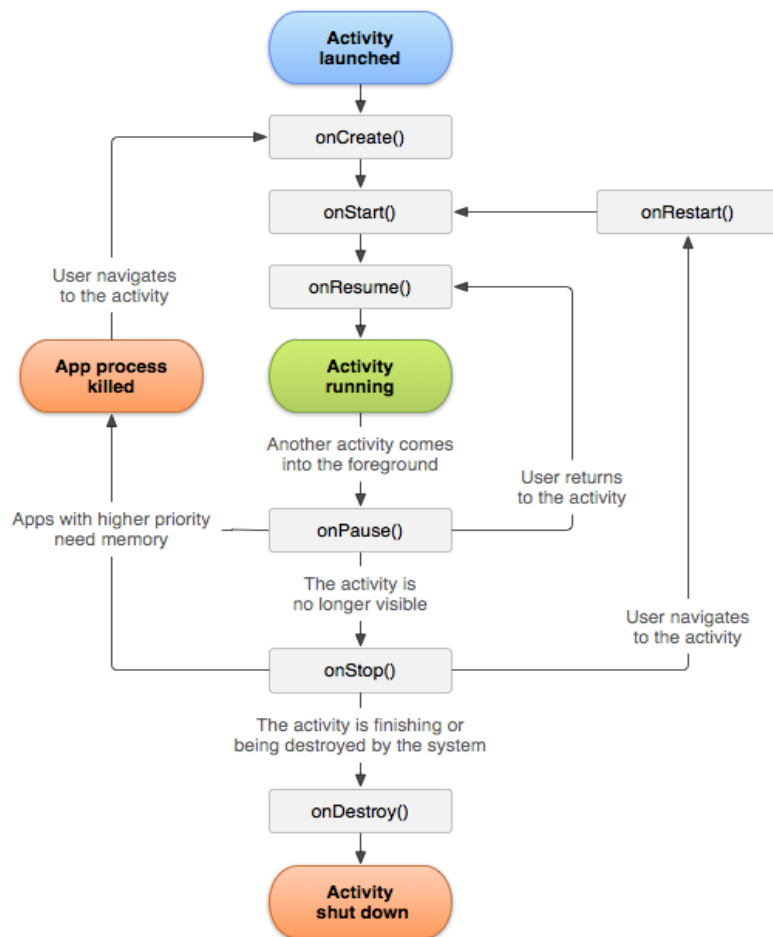 Activity
launched
onCreate()
onStart()
onRestart()
User navigates
to the activity
onResume()
App process
killed
Activity
running
Another activity comes
into the foreground
User returns
to the activity
Apps with higher priority
need memory
onPause()
The activity is
no longer visible
User navigates
to the activity
onStop()
The activity is finishing or
being destroyed by the system
onDestroy()
Activity
shut down